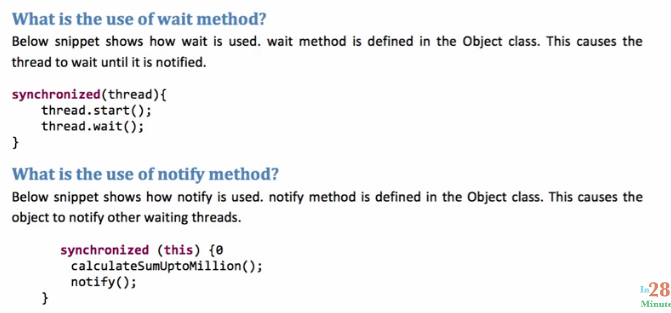 What is the use of wait method?
Below snippet shows how wait is used. wait method is defined in the Object class. This causes the
thread to wait until it is notified.
synchronized(thread){
    thread.start();
    thread.wait();
}
What is the use of notify method?
Below snippet shows how notify is used. notify method is defined in the Object class. This causes the
object to notify other waiting threads.
synchronized (this) {0
    calculateSumUptoMillion();
    notify();
}
In28
Minute